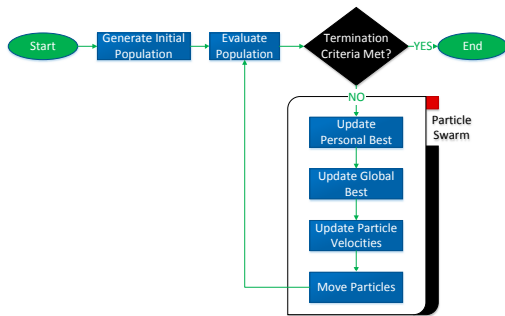 Start
Generate Initial
Population
Evaluate
Population
Termination
Criteria Met?
YES
End
NO
Particle
Swarm
Update
Personal Best
Update Global
Best
Update Particle
Velocities
Move Particles